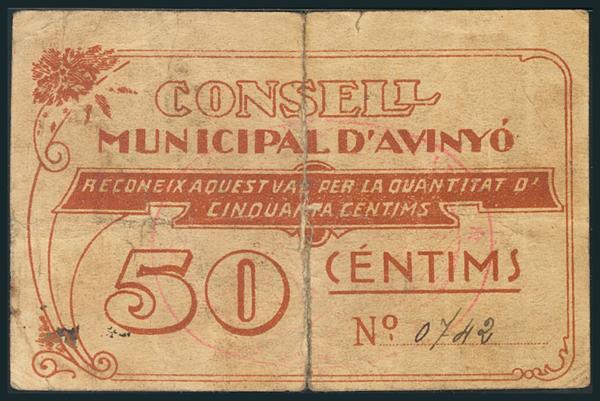 CONSELL
MUNICIPAL D'AVINYÓ
RECONEIX AQUEST VAL PER LA QUANTITAT D'
CINQUANTA CENTIMS
50 CÉNTIMS
Nº 0742